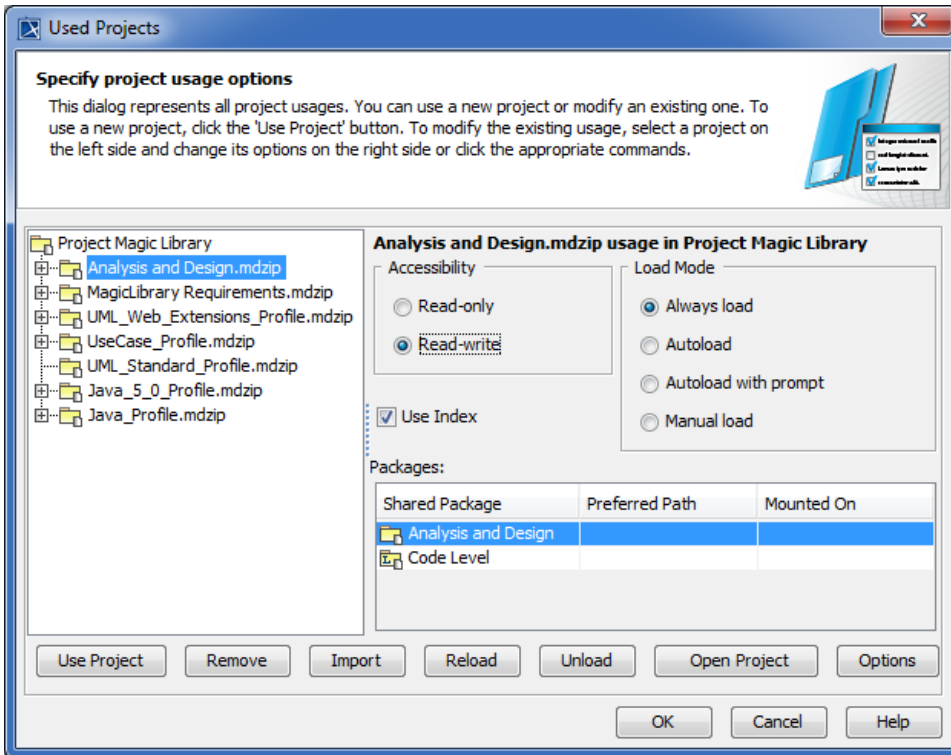 Used Projects
Specify project usage options
This dialog represents all project usages. You can use a new project or modify an existing one. To
use a new project, click the 'Use Project' button. To modify the existing usage, select a project on
the left side and change its options on the right side or click the appropriate commands.
Project Magic Library
Analysis and Design.mdzip
MagicLibrary Requirements.mdzip
UML_Web_Extensions_Profile.mdzip
UseCase_Profile.mdzip
UML_Standard_Profile.mdzip
Java_5_0_Profile.mdzip
Java_Profile.mdzip
Analysis and Design.mdzip usage in Project Magic Library
Accessibility
Read-only
Read-write
Load Mode
Always load
Autoload
Autoload with prompt
Manual load
Use Index
Packages:
Shared Package Preferred Path Mounted On
Analysis and Design
Code Level
Use Project Remove Import Reload Unload Open Project Options
OK Cancel Help